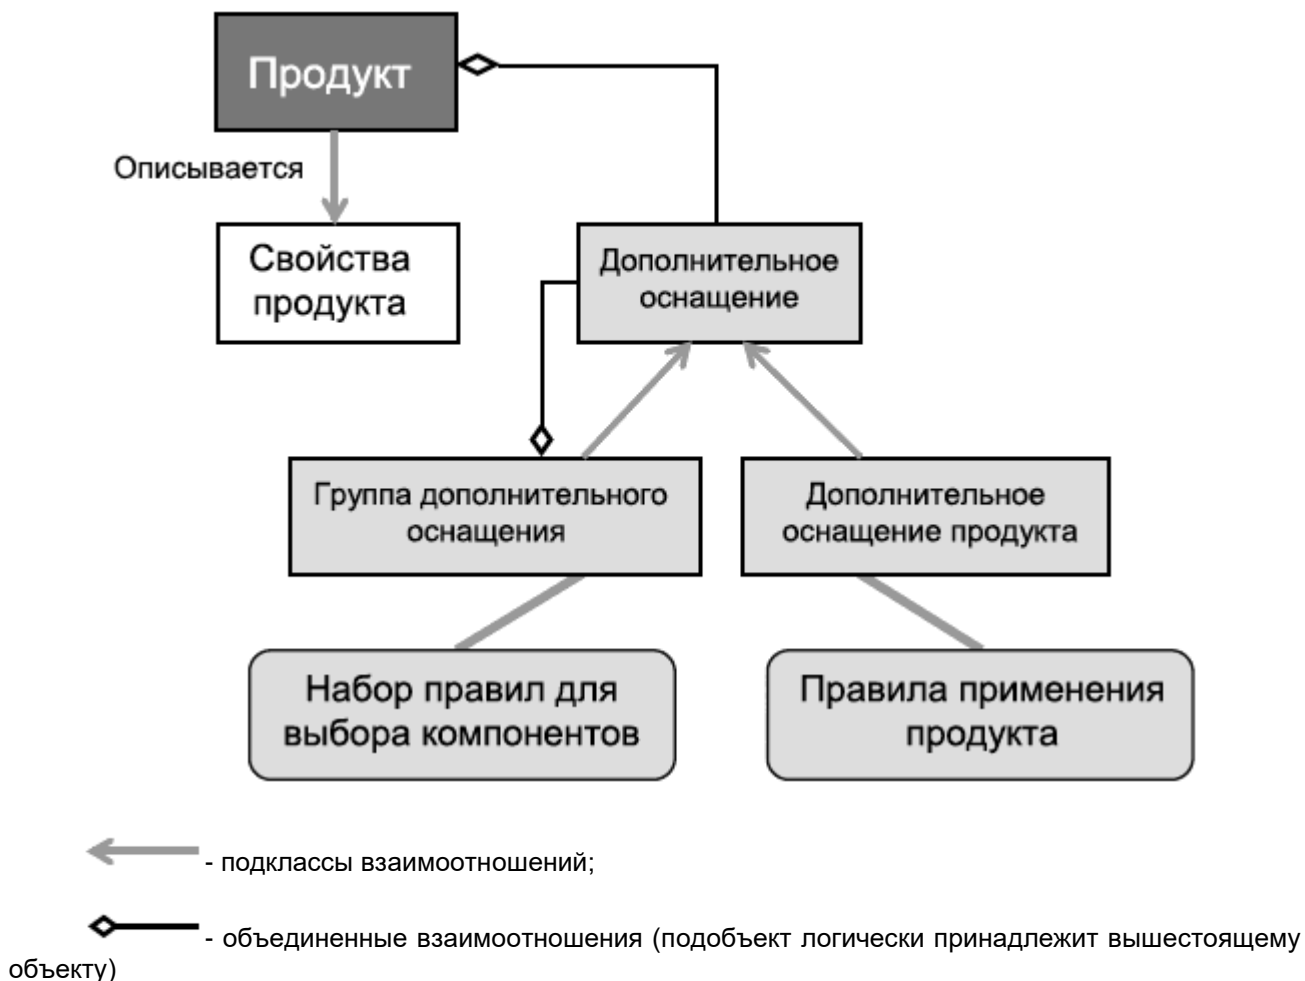 Продукт
Описывается
Свойства
продукта
Дополнительное
оснащение
Группа дополнительного
оснащения
Дополнительное
оснащение продукта
Набор правил для
выбора компонентов
Правила применения
продукта
- подклассы взаимоотношений;
- объединенные взаимоотношения (подобъект логически принадлежит вышестоящему
объекту)